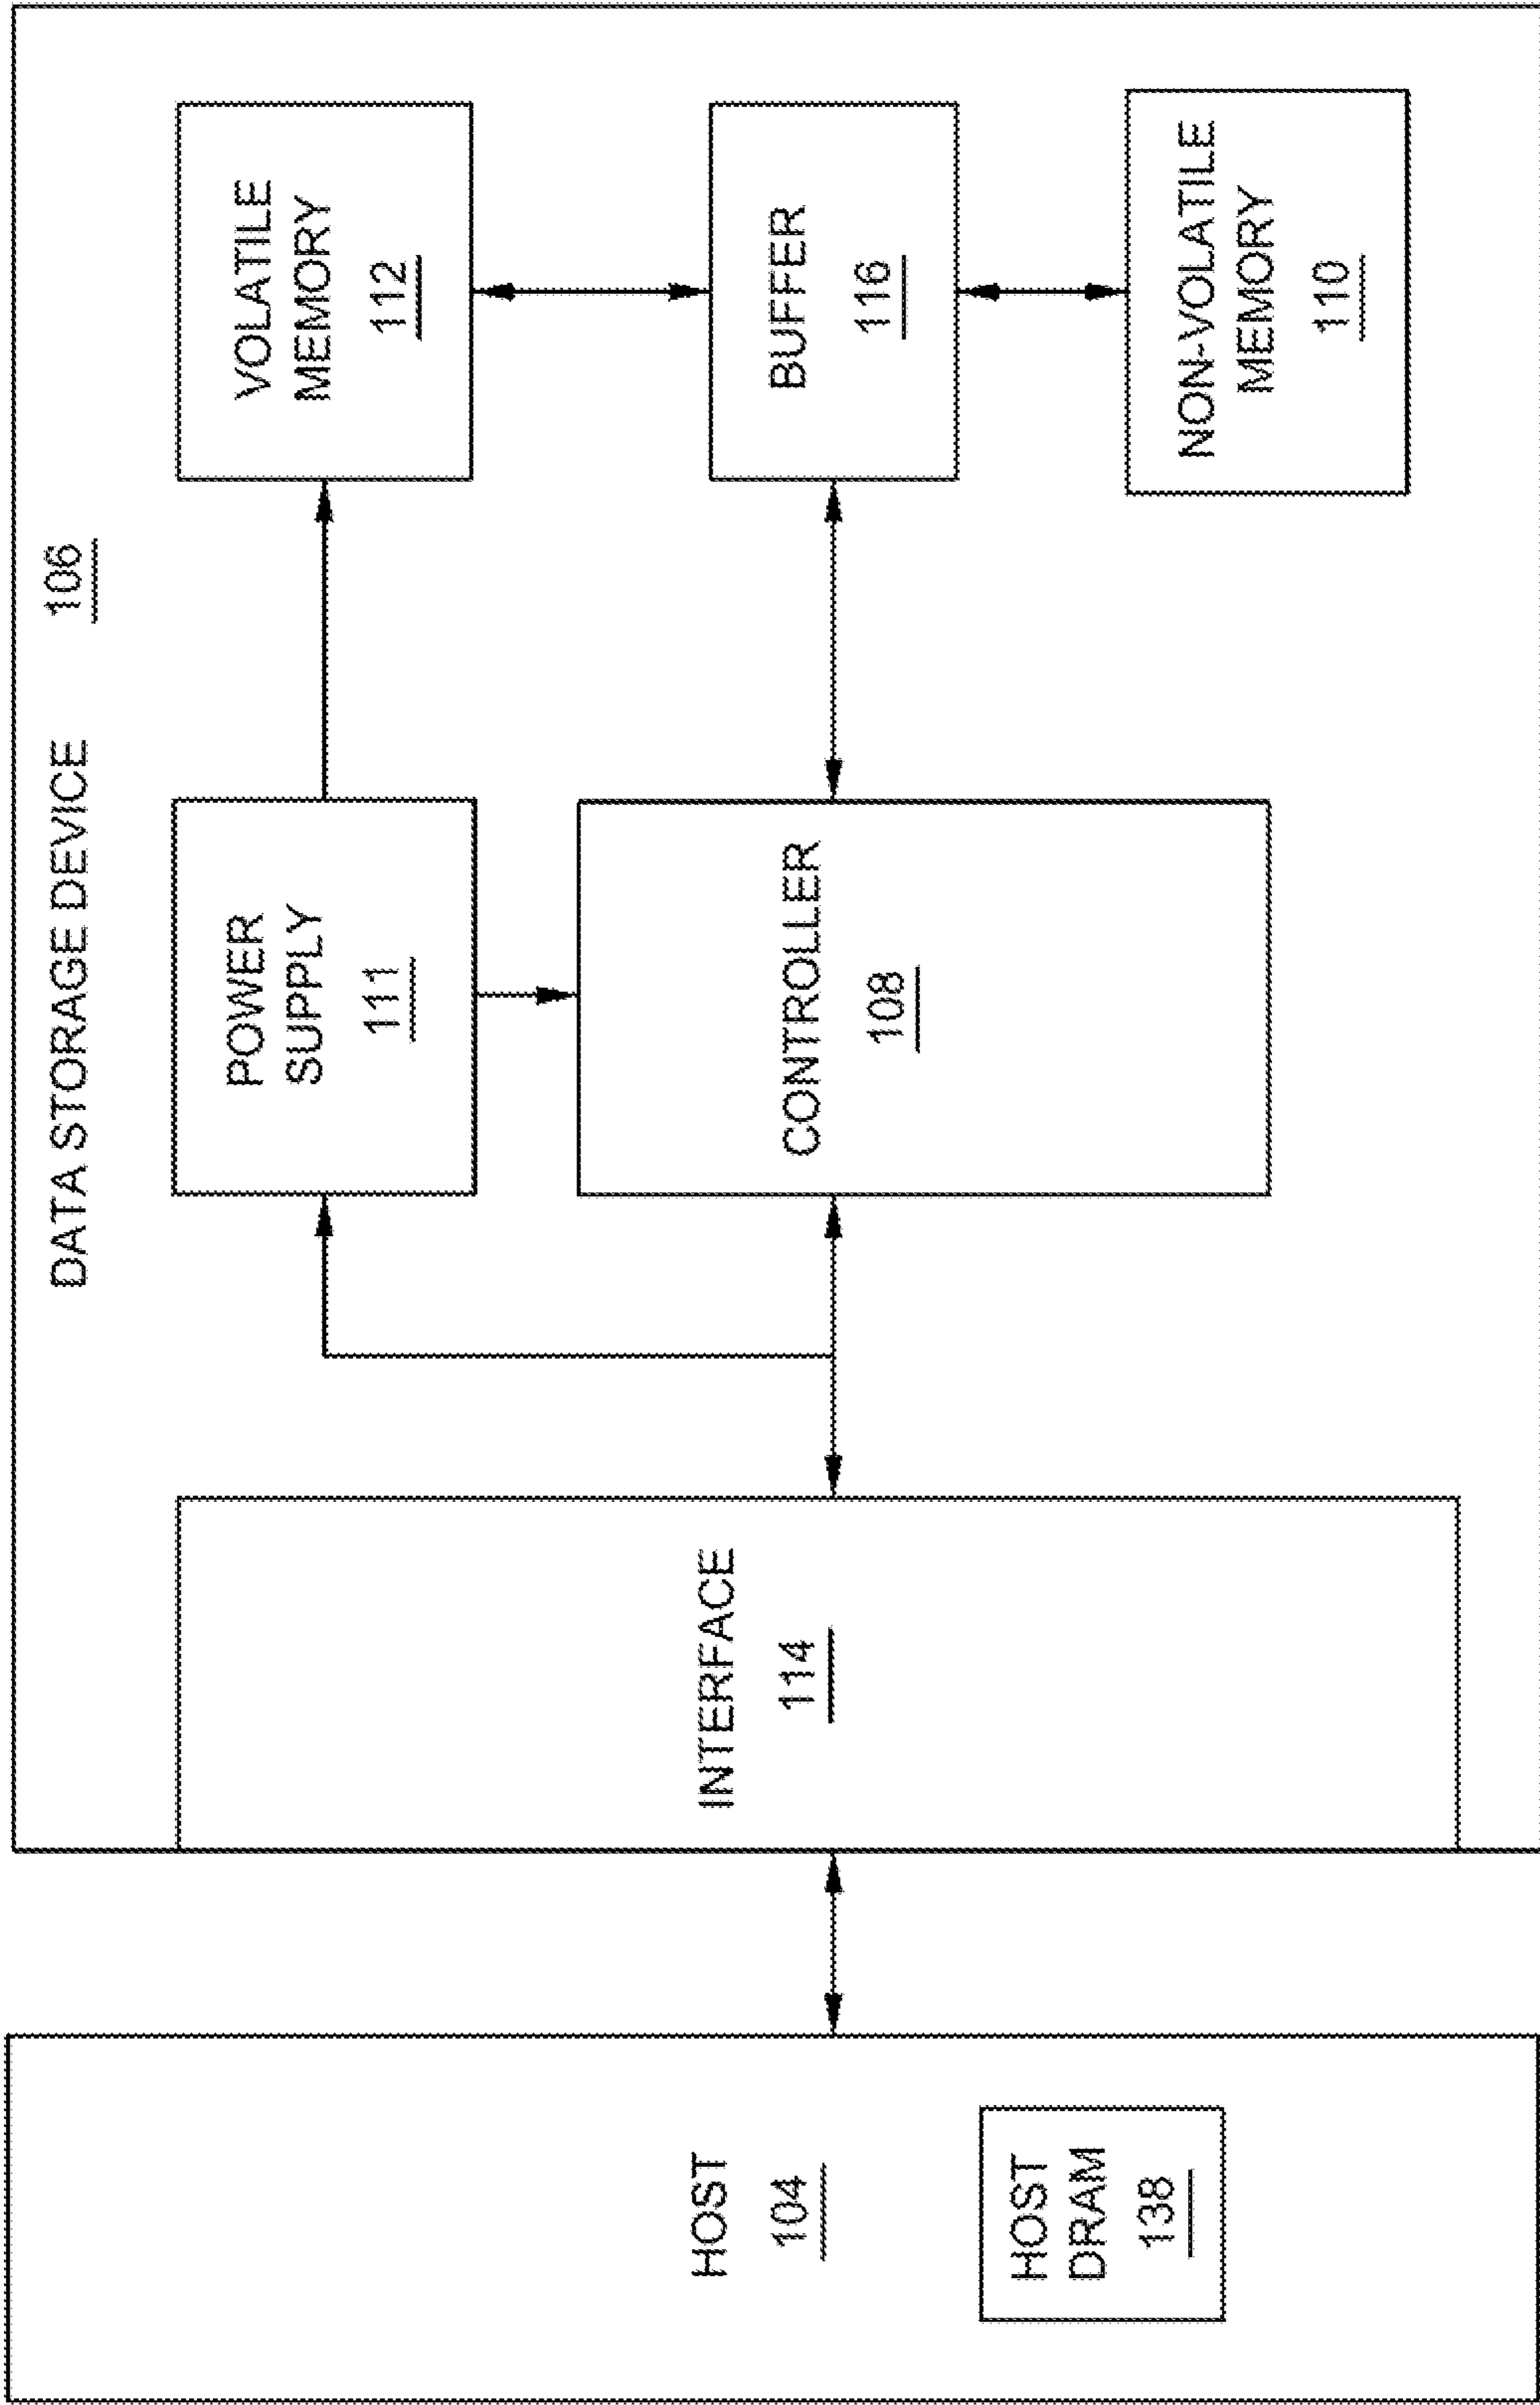 DATA STORAGE DEVICE 106
HOST
104
HOST
DRAM
138
INTERFACE
114
POWER
SUPPLY
111
CONTROLLER
108
VOLATILE
MEMORY
112
BUFFER
116
NON-VOLATILE
MEMORY
110